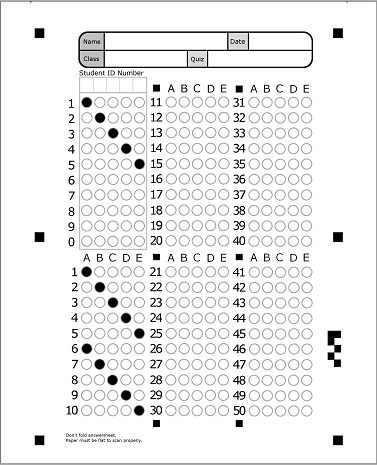 Name Date
Class Quiz
Student ID Number
A B C D E A B C D E
1 11 31
2 12 32
3 13 33
4 14 34
5 15 35
6 16 36
7 17 37
8 18 38
9 19 39
0 20 40
A B C D E A B C D E A B C D E
1 21 41
2 22 42
3 23 43
4 24 44
5 25 45
6 26 46
7 27 47
8 28 48
9 29 49
10 30 50
Don't fold answersheet.
Paper must be flat to scan properly.